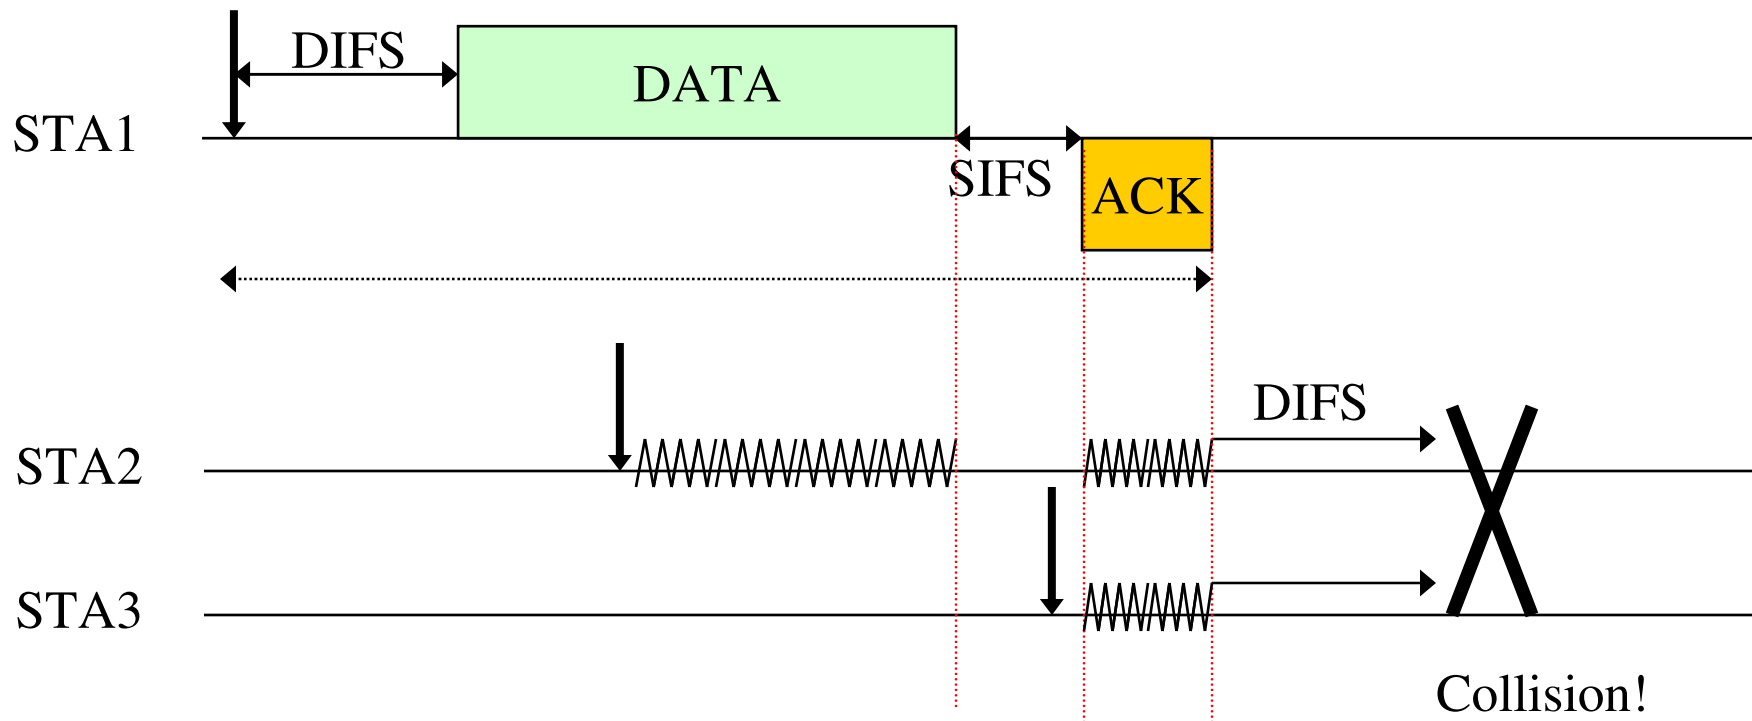 DIFS
DATA
STA1
SIFS
ACK
DIFS
STA2
STA3
Collision!